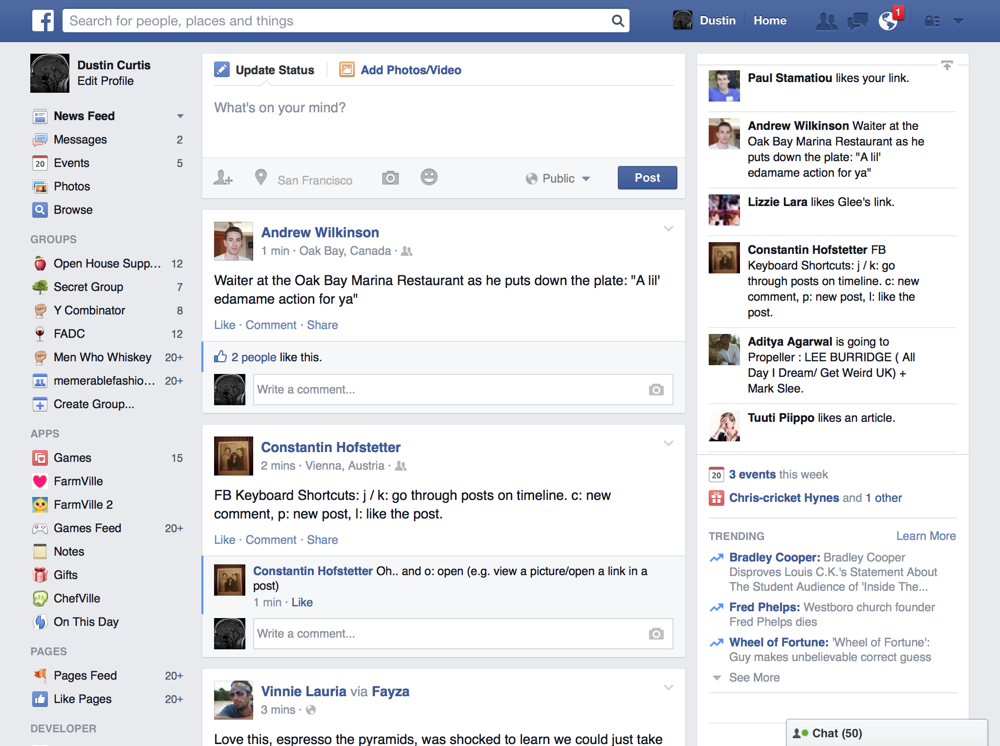 Search for people, places and things
Dustin
Home
1
Dustin Curtis
Edit Profile
News Feed
Messages 2
20 Events 5
Photos
Browse
GROUPS
Open House Supp... 12
Secret Group 7
Y Combinator 8
FADC 12
Men Who Whiskey 20+
memerablefashio... 20+
Create Group...
APPS
Games 15
FarmVille
FarmVille 2
Games Feed 20+
Notes
Gifts
ChefVille
On This Day
PAGES
Pages Feed 20+
Like Pages 20+
DEVELOPER
Update Status
Add Photos/Video
What's on your mind?
San Francisco
Public
Post
Andrew Wilkinson
1 min · Oak Bay, Canada ·
Waiter at the Oak Bay Marina Restaurant as he puts down the plate: "A lil'
edamame action for ya"
Like · Comment · Share
2 people like this.
Write a comment...
Constantin Hofstetter
2 mins · Vienna, Austria ·
FB Keyboard Shortcuts: j / k: go through posts on timeline. c: new
comment, p: new post, l: like the post.
Like · Comment · Share
Constantin Hofstetter Oh.. and o: open (e.g. view a picture/open a link in a
post)
1 min · Like
Write a comment...
Vinnie Lauria via Fayza
3 mins ·
Love this, espresso the pyramids, was shocked to learn we could just take
Paul Stamatiou likes your link.
Andrew Wilkinson Waiter at the
Oak Bay Marina Restaurant as he
puts down the plate: "A lil'
edamame action for ya"
Lizzie Lara likes Glee's link.
Constantin Hofstetter FB
Keyboard Shortcuts: j / k: go
through posts on timeline. c: new
comment, p: new post, l: like the
post.
Aditya Agarwal is going to
Propeller : LEE BURRIDGE ( All
Day I Dream/ Get Weird UK) +
Mark Slee.
Tuuti Piippo likes an article.
20 3 events this week
Chris-cricket Hynes and 1 other
TRENDING
Learn More
Bradley Cooper: Bradley Cooper
Disproves Louis C.K.'s Statement About
The Student Audience of 'Inside The...
Fred Phelps: Westboro church founder
Fred Phelps dies
Wheel of Fortune: 'Wheel of Fortune':
Guy makes unbelievable correct guess
See More
Chat (50)